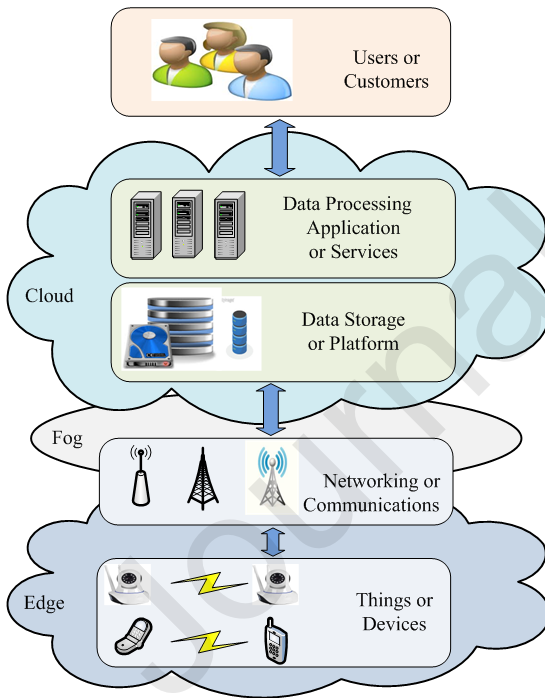 Users or
Customers
Data Processing
Application
or Services
Cloud
Data Storage
or Platform
Fog
Networking or
Communications
Edge
Things or
Devices
Journal